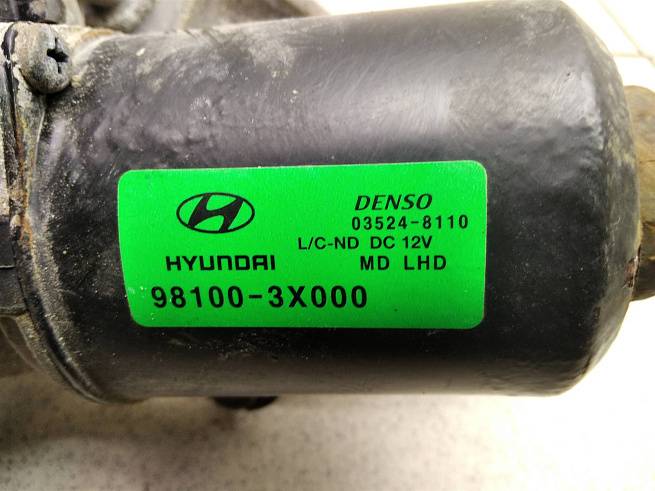 DENSO
03524-8110
L/C-ND DC 12V
HYUNDAI MD LHD
98100-3X000